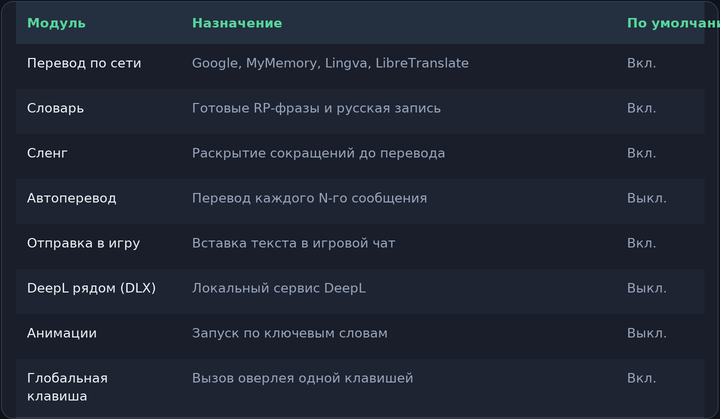 Модуль Назначение По умолчани
Перевод по сети Google, MyMemory, Lingva, LibreTranslate Вкл.
Словарь Готовые RP-фразы и русская запись Вкл.
Сленг Раскрытие сокращений до перевода Вкл.
Автоперевод Перевод каждого N-го сообщения Выкл.
Отправка в игру Вставка текста в игровой чат Вкл.
DeepL рядом (DLX) Локальный сервис DeepL Выкл.
Анимации Запуск по ключевым словам Выкл.
Глобальная Вызов оверлея одной клавишей Вкл.
клавиша